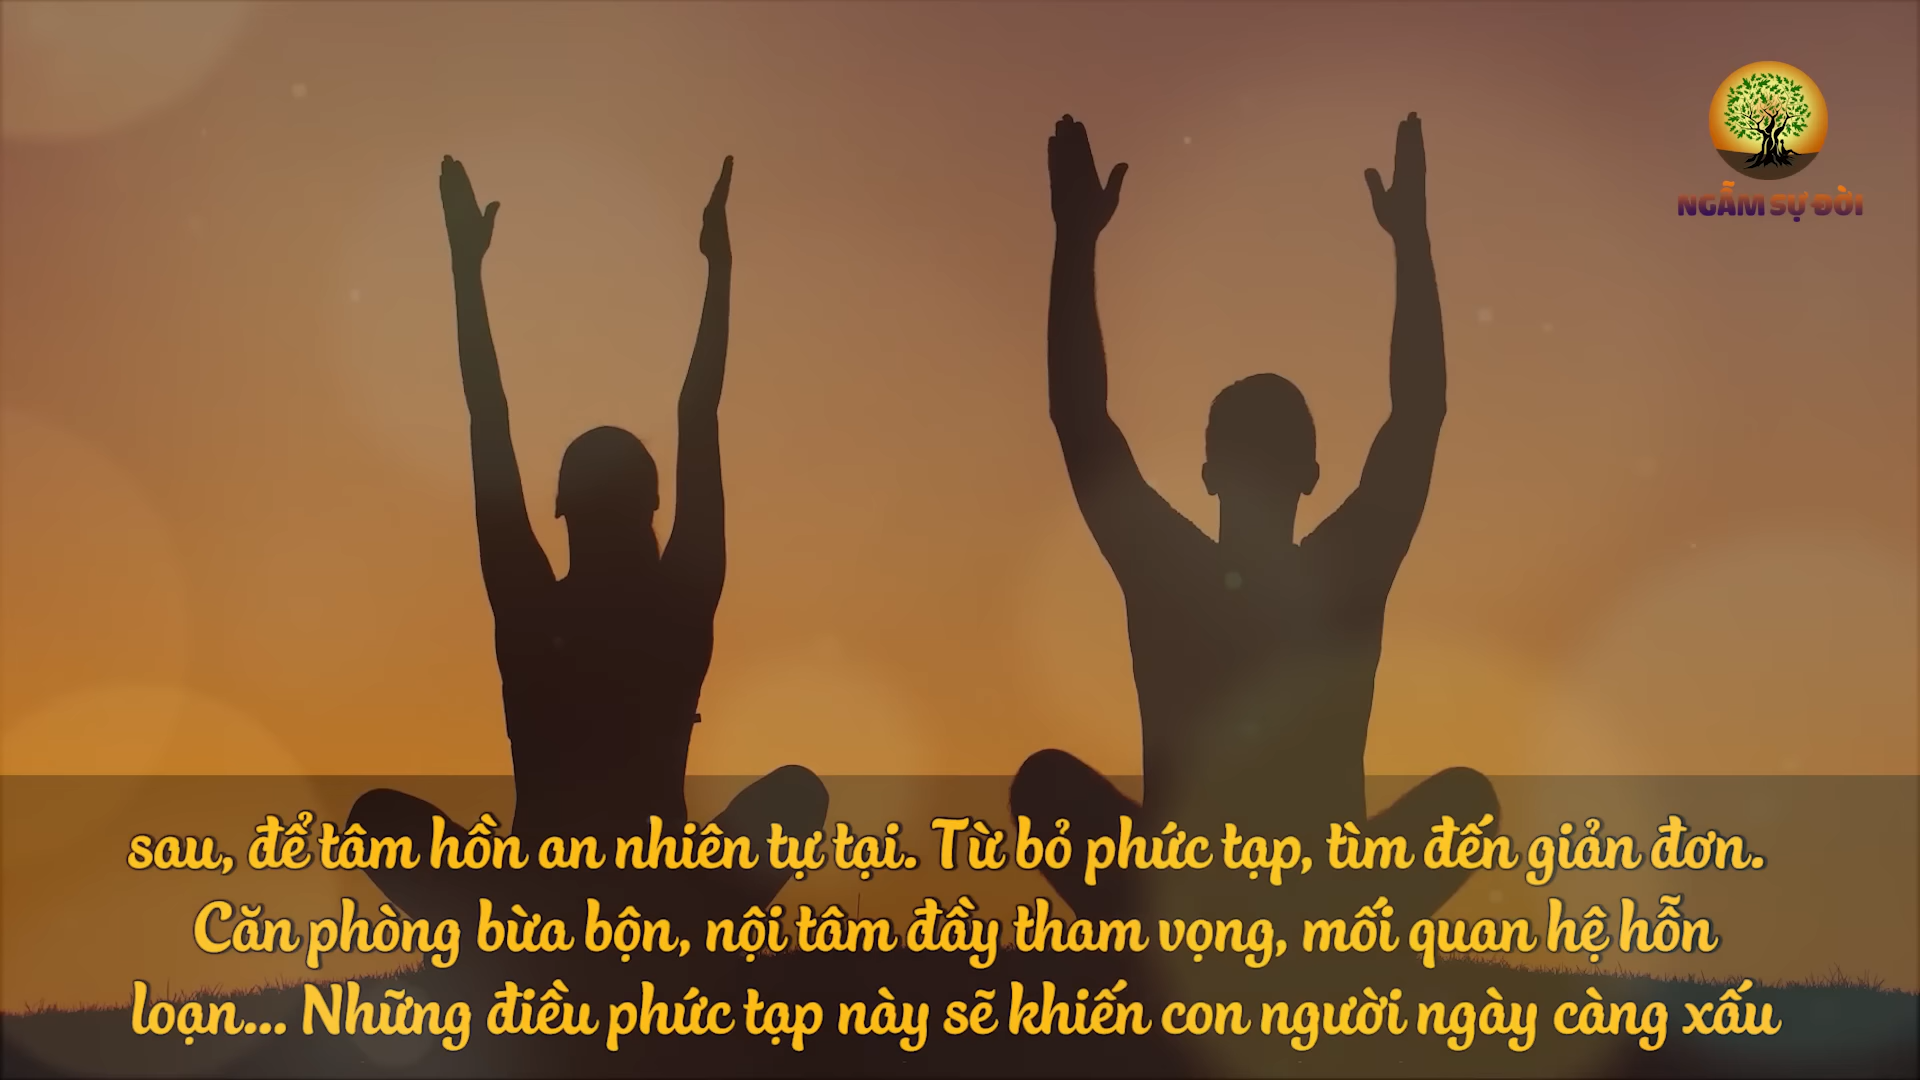 NGẪM SỰ ĐỜI
sau, để tâm hồn an nhiên tự tại. Từ bỏ phức tạp, tìm đến giản đơn.
Căn phòng bừa bộn, nội tâm đầy tham vọng, mối quan hệ hỗn
loạn... Những điều phức tạp này sẽ khiến con người ngày càng xấu